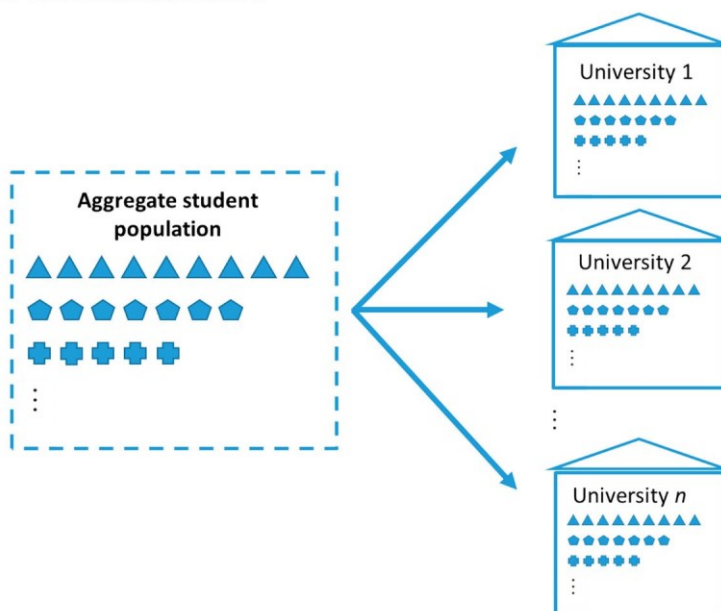 Aggregate student
population
⋮
University 1
⋮
University 2
⋮
⋮
University n
⋮